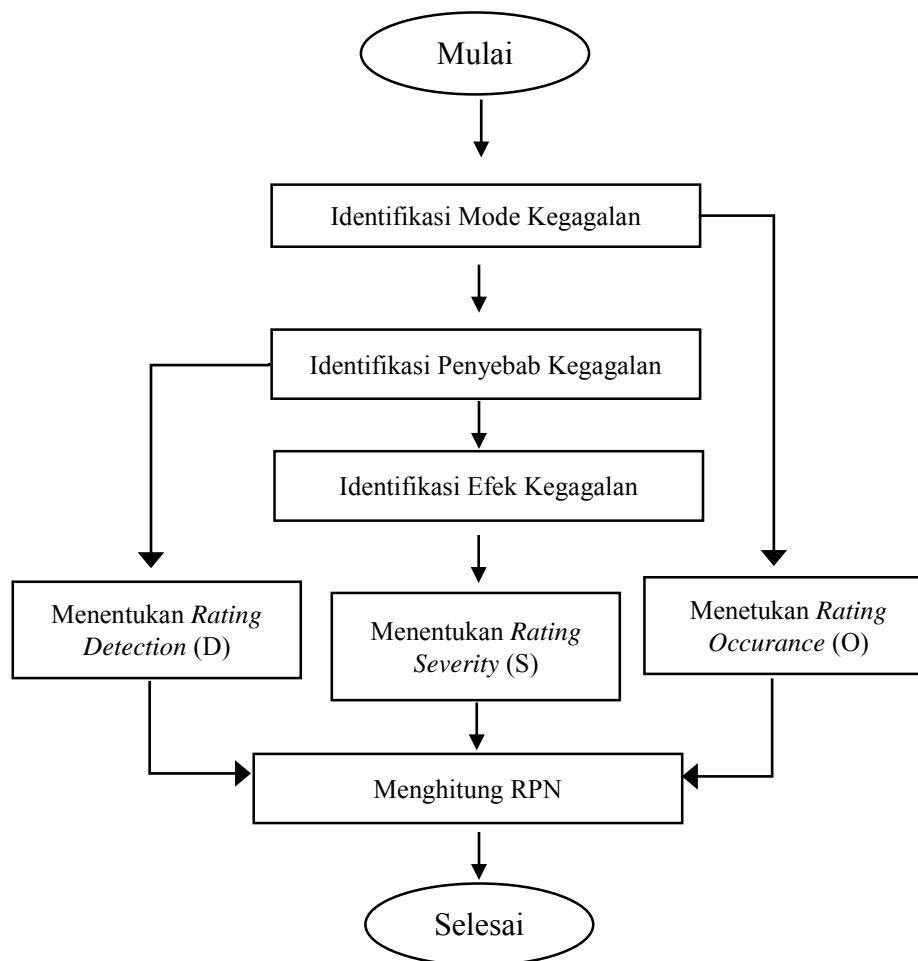 Mulai
Identifikasi Mode Kegagalan
Identifikasi Penyebab Kegagalan
Identifikasi Efek Kegagalan
Menentukan Rating
Detection (D)
Menentukan Rating
Severity (S)
Menetukan Rating
Occurance (O)
Menghitung RPN
Selesai